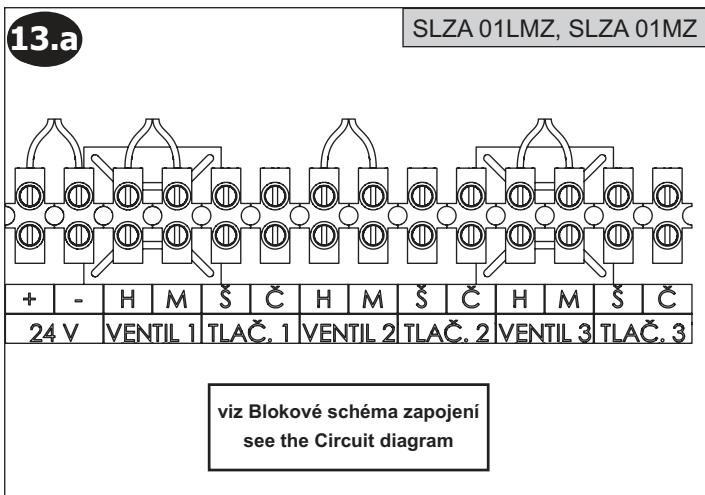 13.a
SLZA 01LMZ, SLZA 01MZ
+ - H M Š Č H M Š Č H M Š Č
24 V VENTIL 1 TLAČ. 1 VENTIL 2 TLAČ. 2 VENTIL 3 TLAČ. 3
viz Blokové schéma zapojení
see the Circuit diagram